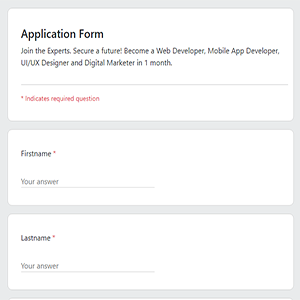 Application Form
Join the Experts. Secure a future! Become a Web Developer, Mobile App Developer,
UI/UX Designer and Digital Marketer in 1 month.
* Indicates required question
Firstname *
Your answer
Lastname *
Your answer